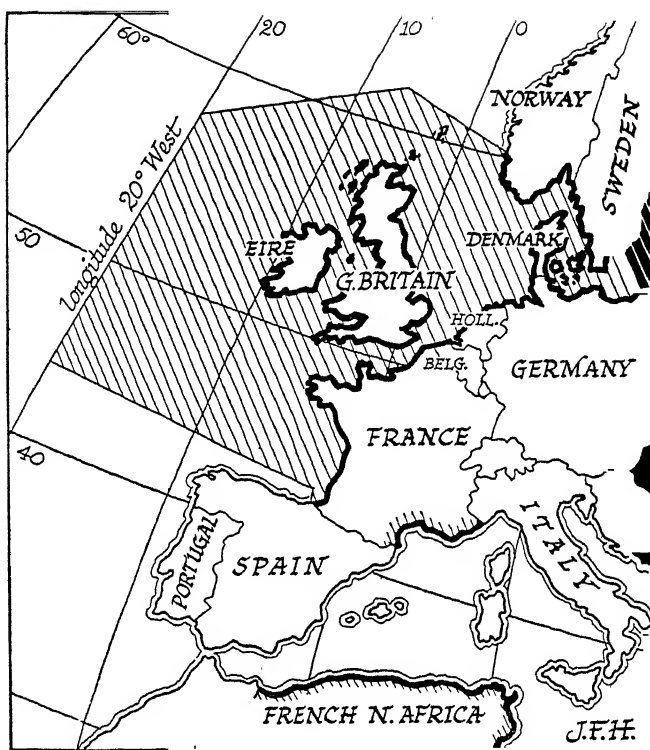 60°
20
10
0
NORWAY
SWEDEN
Longitude 20° West
50
EIRE
DENMARK
G. BRITAIN
HOLL.
BELG.
GERMANY
FRANCE
40
ITALY
PORTUGAL
SPAIN
FRENCH N. AFRICA
J.F.H.